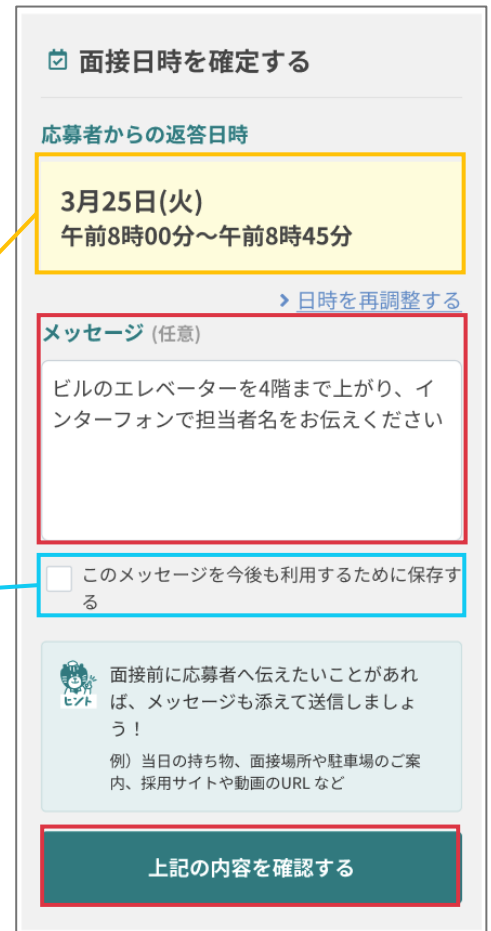 面接日時を確定する
応募者からの返答日時
3月25日(火)
午前8時00分～午前8時45分
日時を再調整する
メッセージ (任意)
ビルのエレベーターを4階まで上がり、イ
ンターフォンで担当者名をお伝えください
このメッセージを今後も利用するために保存す
る
面接前に応募者へ伝えたいことがあれ
ば、メッセージも添えて送信しましょ
う！
ヒント
例）当日の持ち物、面接場所や駐車場のご案
内、採用サイトや動画のURL など
上記の内容を確認する